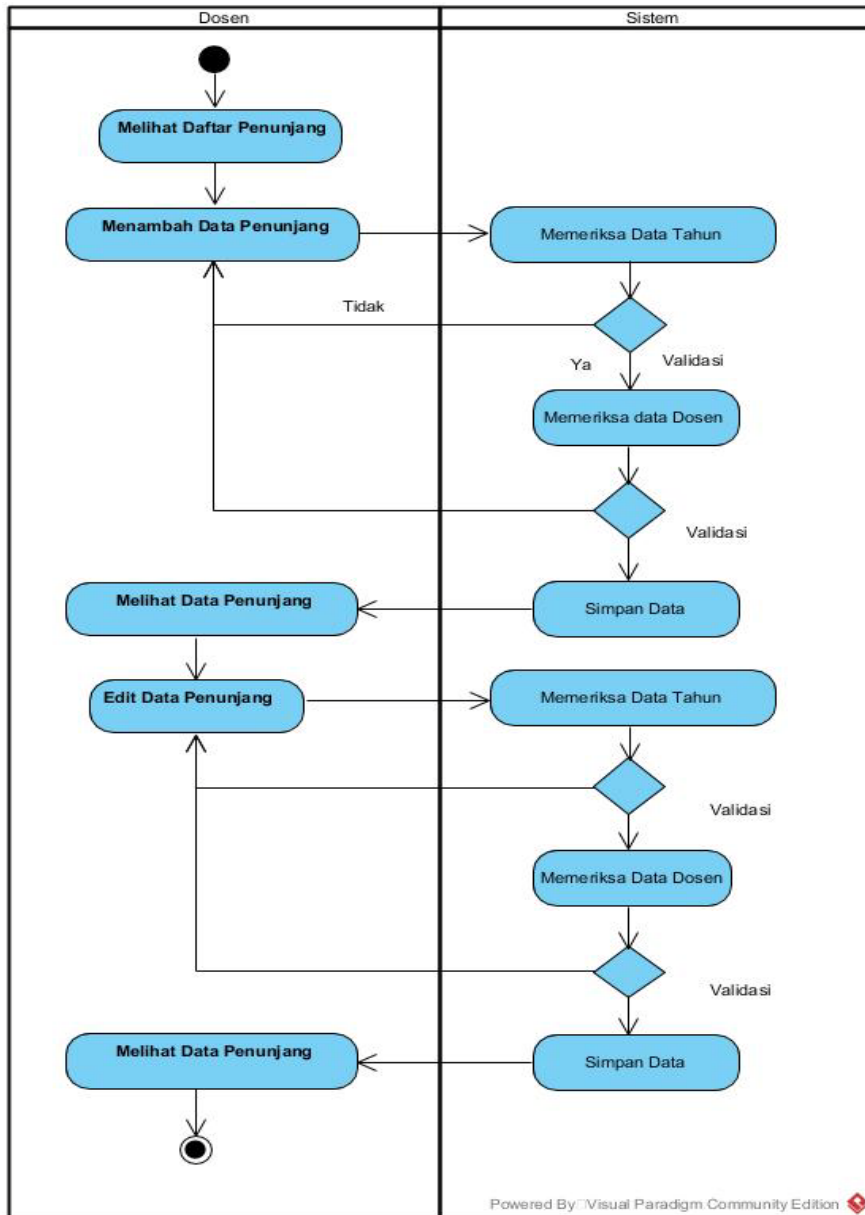 Dosen
Sistem
Melihat Daftar Penunjang
Menambah Data Penunjang
Memeriksa Data Tahun
Tidak
Ya
Validasi
Memeriksa data Dosen
Validasi
Melihat Data Penunjang
Simpan Data
Edit Data Penunjang
Memeriksa Data Tahun
Validasi
Memeriksa Data Dosen
Validasi
Melihat Data Penunjang
Simpan Data
Powered By Visual Paradigm Community Edition